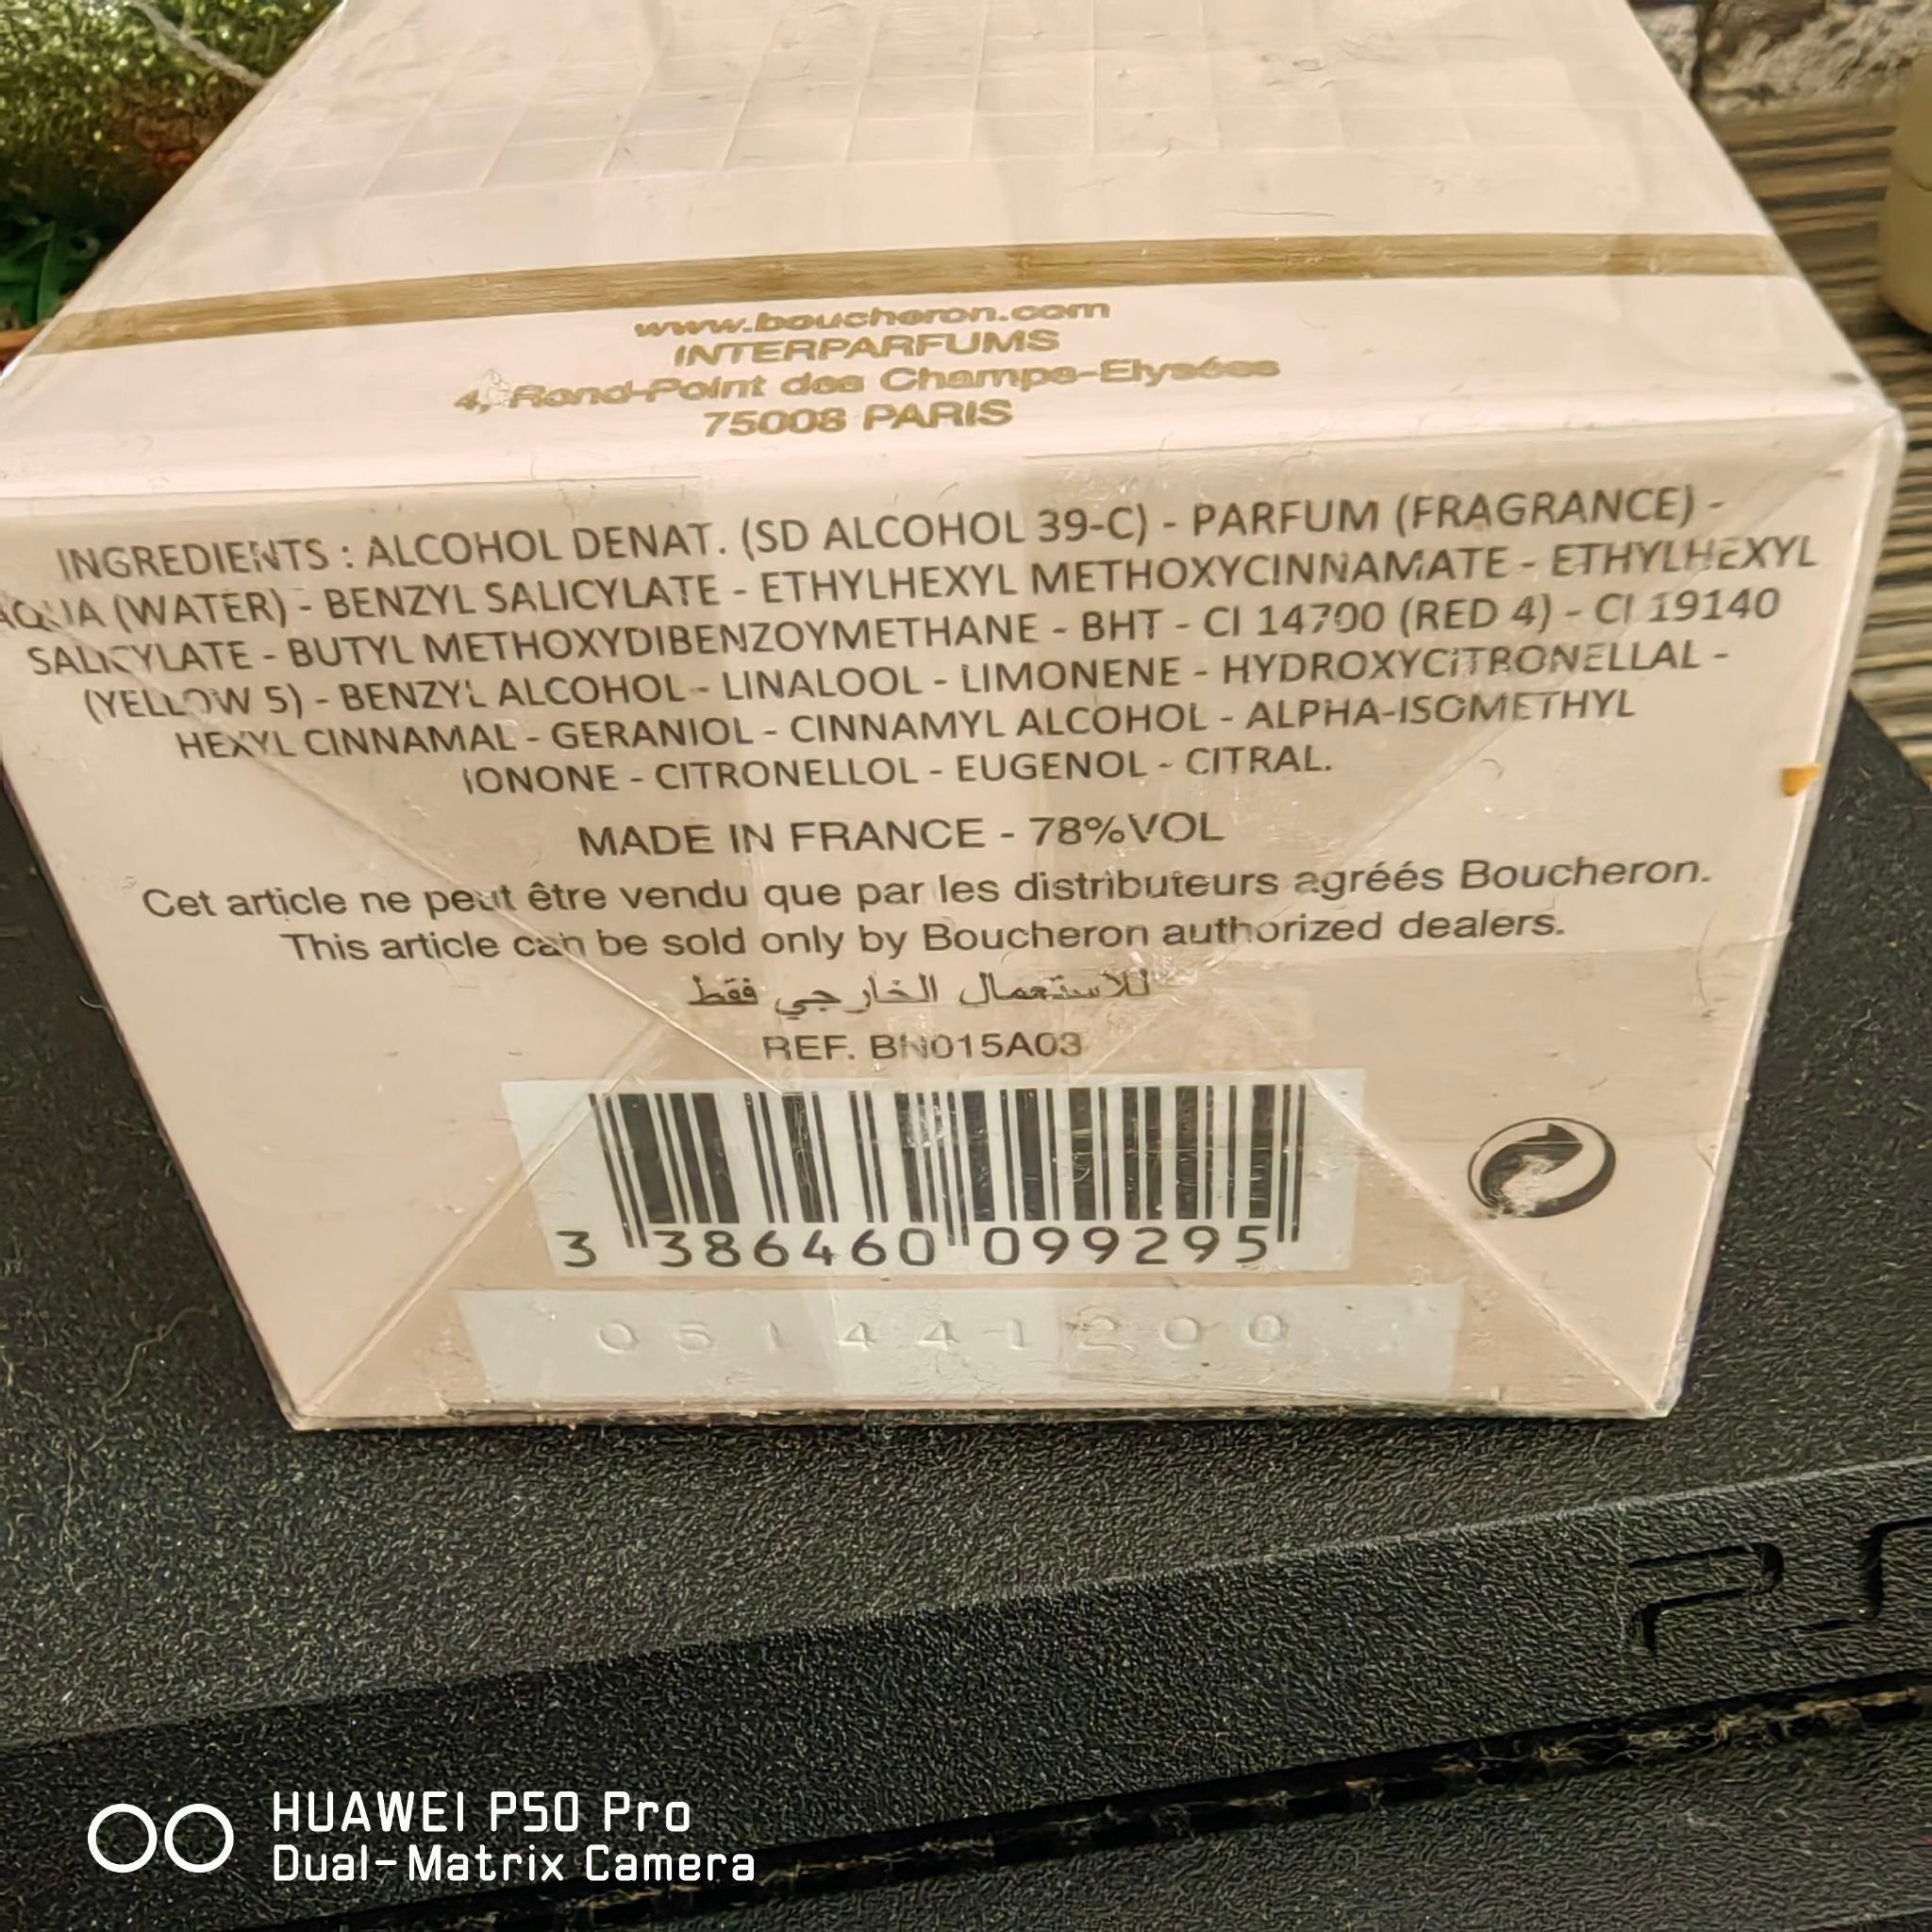 www.boucheron.com
INTERPARFUMS
4, Rond-Point des Champs-Elysées
75008 PARIS
INGREDIENTS : ALCOHOL DENAT. (SD ALCOHOL 39-C) - PARFUM (FRAGRANCE) -
AQUA (WATER) - BENZYL SALICYLATE - ETHYLHEXYL METHOXYCINNAMATE - ETHYLHEXYL
SALICYLATE - BUTYL METHOXYDIBENZOYMETHANE - BHT - CI 14700 (RED 4) - CI 19140
(YELLOW 5) - BENZYL ALCOHOL - LINALOOL - LIMONENE - HYDROXYCITRONELLAL -
HEXYL CINNAMAL - GERANIOL - CINNAMYL ALCOHOL - ALPHA-ISOMETHYL
IONONE - CITRONELLOL - EUGENOL - CITRAL.
MADE IN FRANCE - 78%VOL
Cet article ne peut être vendu que par les distributeurs agréés Boucheron.
This article can be sold only by Boucheron authorized dealers.
للاستعمال الخارجي فقط
REF. BN015A03
3 386460 099295
051441200
PS
HUAWEI P50 Pro
Dual-Matrix Camera